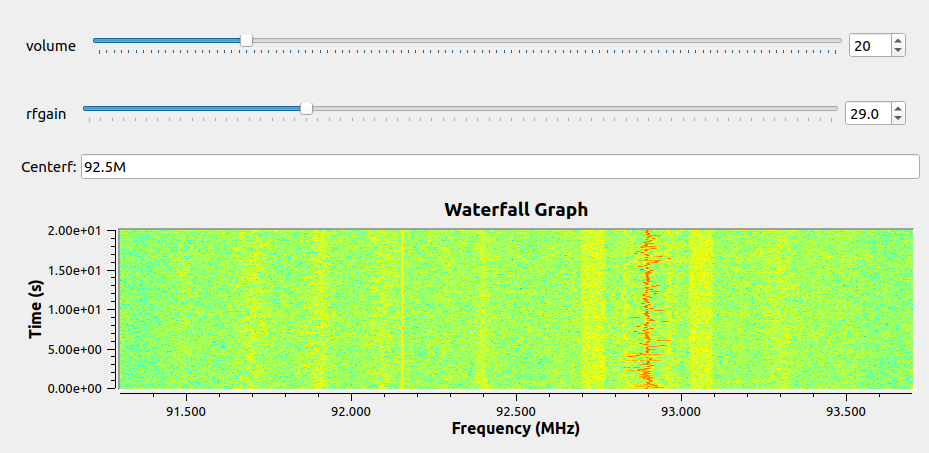 volume 20
rfgain 29.0
Centerf: 92.5M
Waterfall Graph
2.00e+01
1.50e+01
1.00e+01
5.00e+00
0.00e+00
Time (s)
91.500 92.000 92.500 93.000 93.500
Frequency (MHz)